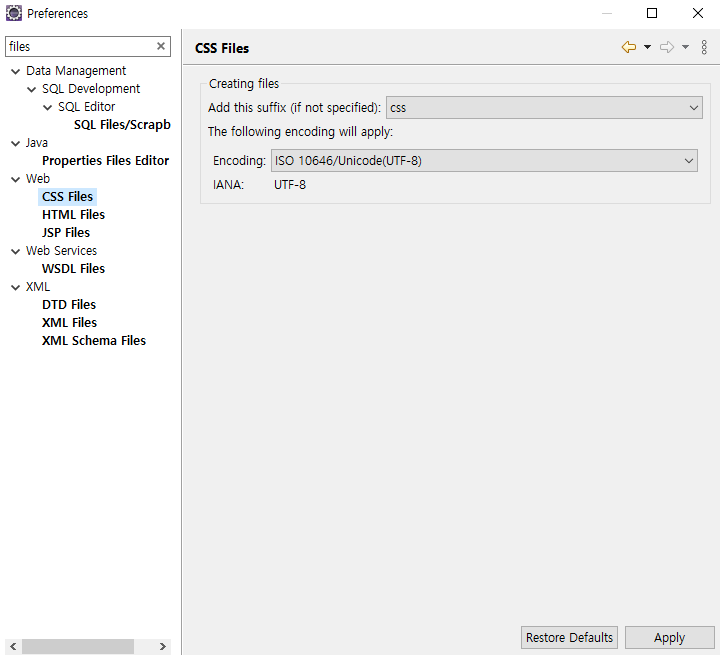 Preferences
files
Data Management
SQL Development
SQL Editor
SQL Files/Scrapb
Java
Properties Files Editor
Web
CSS Files
HTML Files
JSP Files
Web Services
WSDL Files
XML
DTD Files
XML Files
XML Schema Files
CSS Files
Creating files
Add this suffix (if not specified): css
The following encoding will apply:
Encoding: ISO 10646/Unicode(UTF-8)
IANA: UTF-8
Restore Defaults Apply